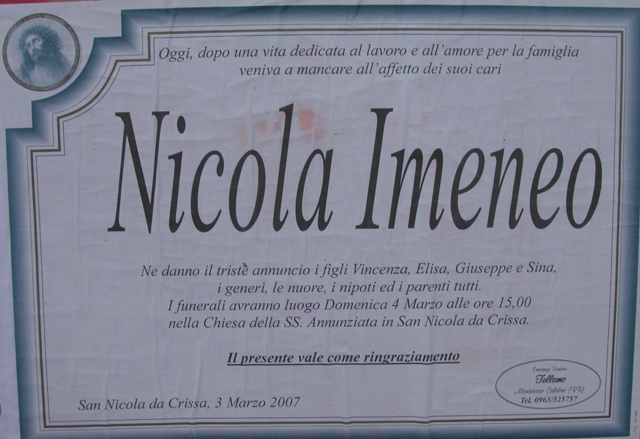 Oggi, dopo una vita dedicata al lavoro e all'amore per la famiglia
veniva a mancare all'affetto dei suoi cari
Nicola Imeneo
Ne danno il triste annuncio i figli Vincenza, Elisa, Giuseppe e Sina,
i generi, le nuore, i nipoti ed i parenti tutti.
I funerali avranno luogo Domenica 4 Marzo alle ore 15,00
nella Chiesa della SS. Annunziata in San Nicola da Crissa.
Il presente vale come ringraziamento
Tellamo
(VV)
Tel. 0963/325757
San Nicola da Crissa, 3 Marzo 2007